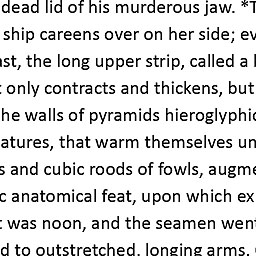 dead lid of his murderous jaw. *T
ship careens over on her side; ev
st, the long upper strip, called a
only contracts and thickens, but
he walls of pyramids hieroglyphic
atures, that warm themselves un
s and cubic roods of fowls, augme
c anatomical feat, upon which ex
was noon, and the seamen went
d to outstretched, longing arms.